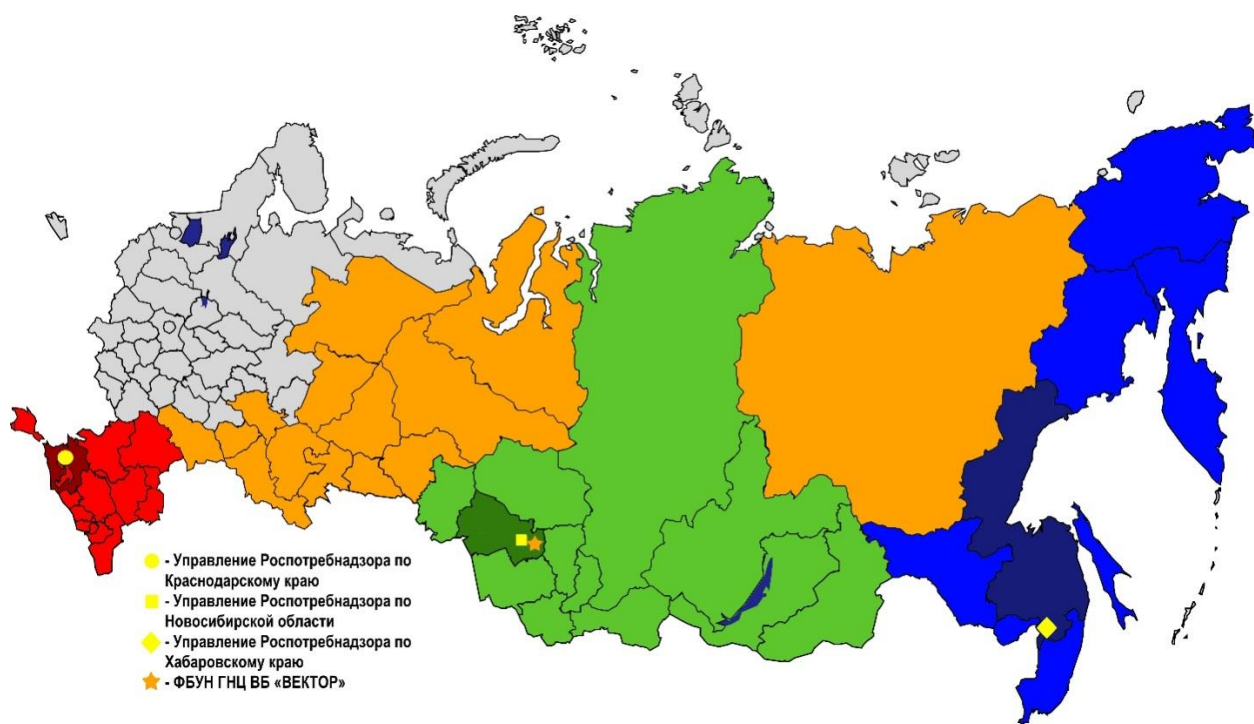 - Управление Роспотребнадзора по
Краснодарскому краю
- Управление Роспотребнадзора по
Новосибирской области
- Управление Роспотребнадзора по
Хабаровскому краю
- ФБУН ГНЦ ВБ «ВЕКТОР»